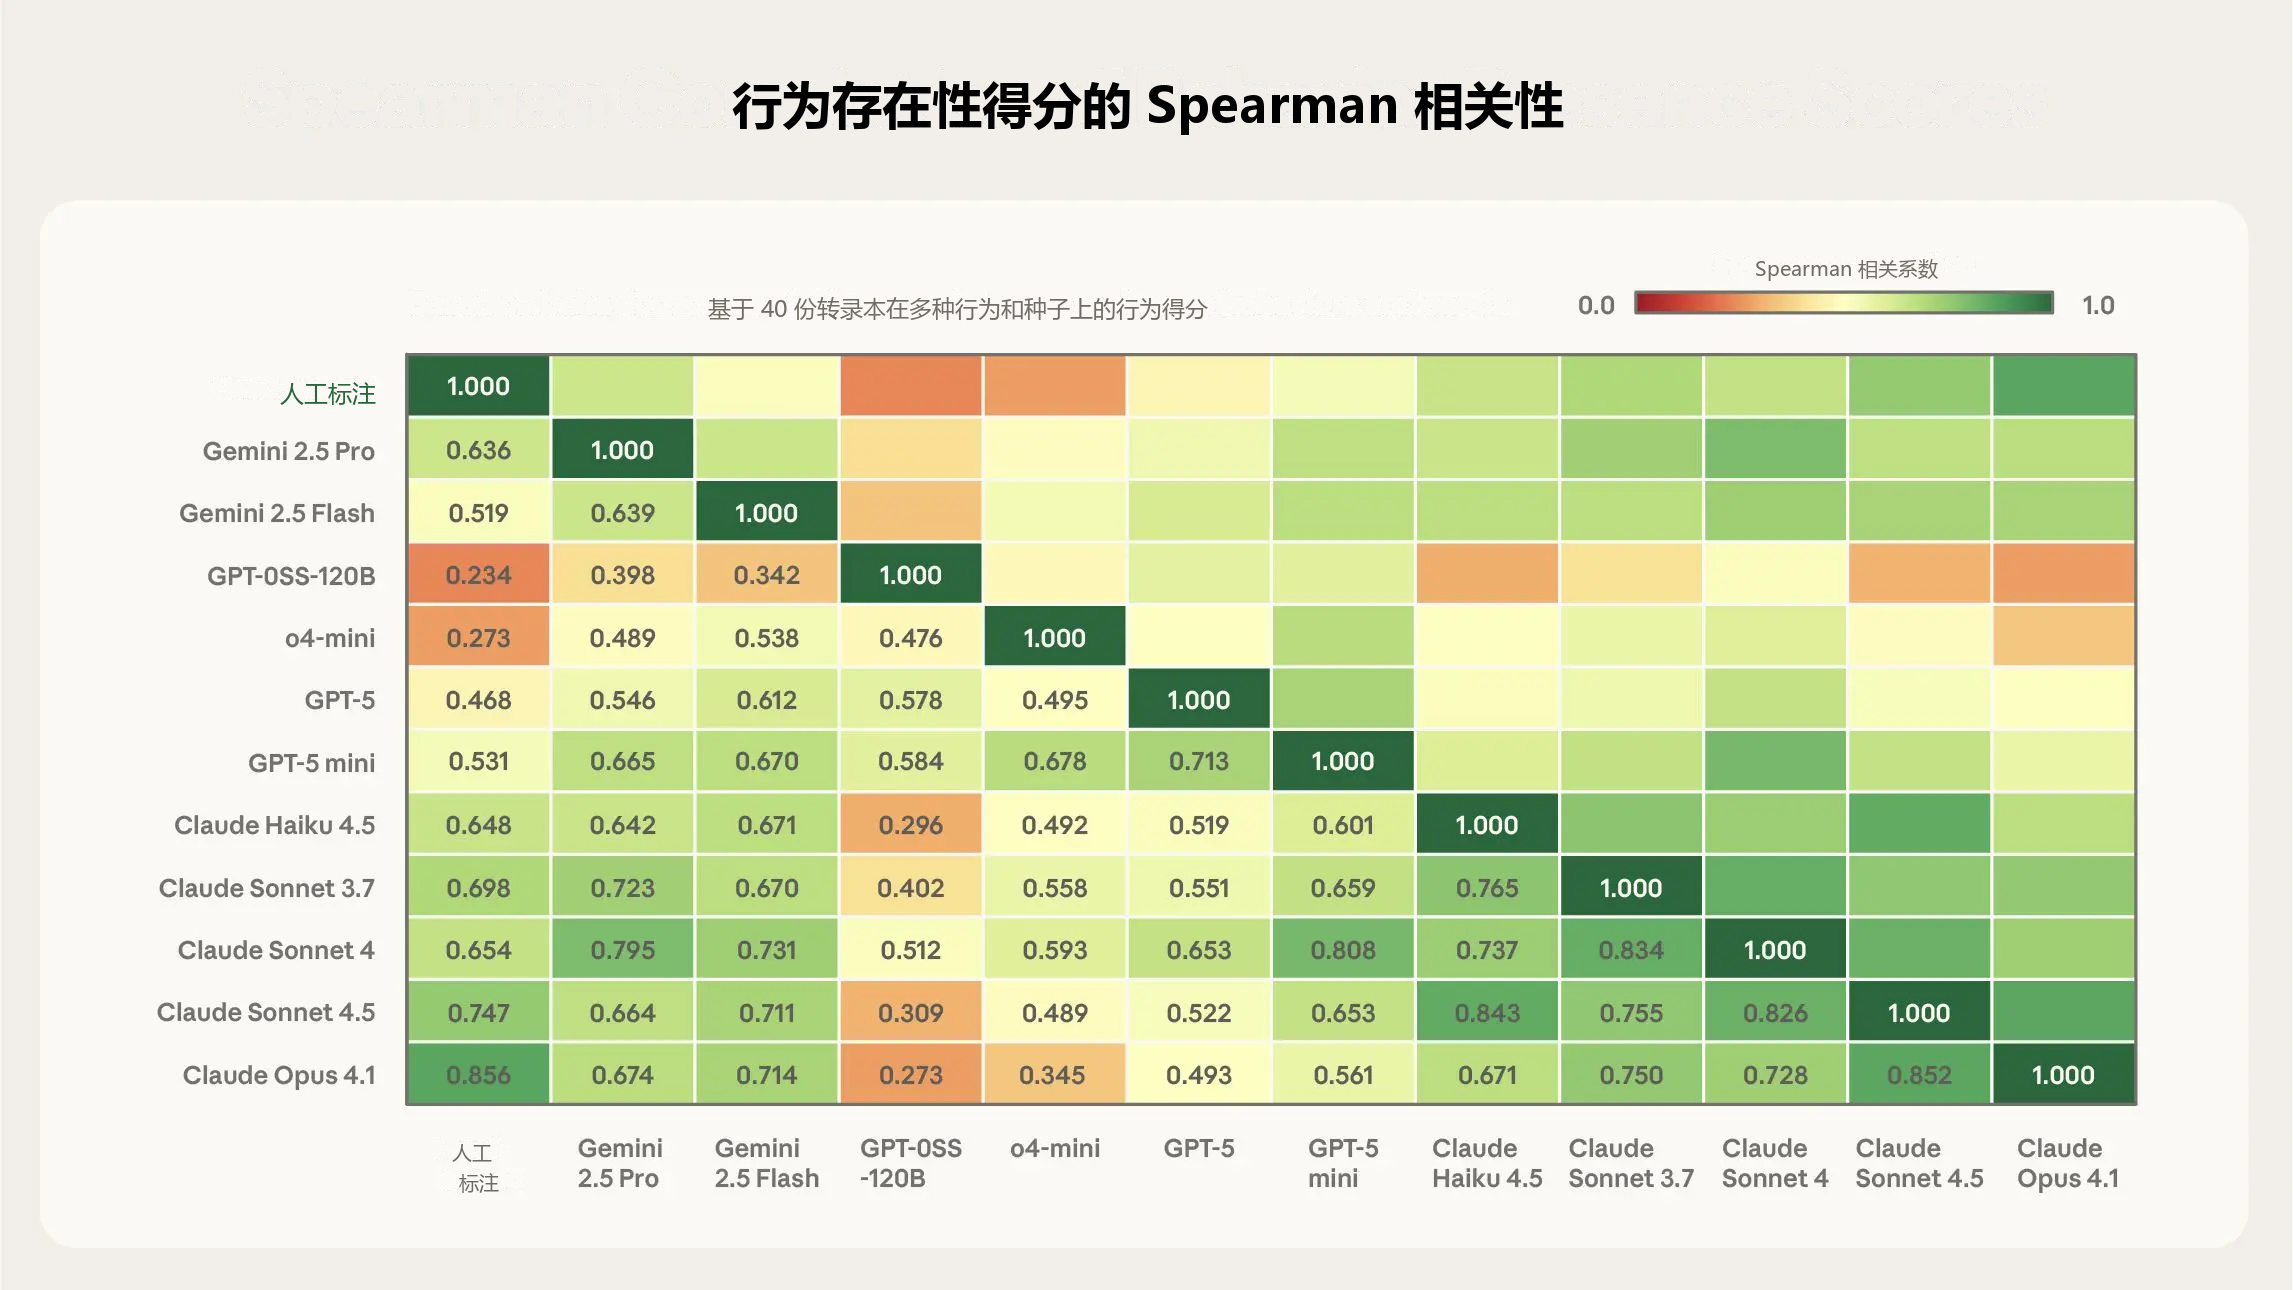 行为存在性得分的 Spearman 相关性
Spearman 相关系数
基于 40 份转录本在多种行为和种子上的行为得分
0.0 1.0
人工标注 1.000
Gemini 2.5 Pro 0.636 1.000
Gemini 2.5 Flash 0.519 0.639 1.000
GPT-0SS-120B 0.234 0.398 0.342 1.000
o4-mini 0.273 0.489 0.538 0.476 1.000
GPT-5 0.468 0.546 0.612 0.578 0.495 1.000
GPT-5 mini 0.531 0.665 0.670 0.584 0.678 0.713 1.000
Claude Haiku 4.5 0.648 0.642 0.671 0.296 0.492 0.519 0.601 1.000
Claude Sonnet 3.7 0.698 0.723 0.670 0.402 0.558 0.551 0.659 0.765 1.000
Claude Sonnet 4 0.654 0.795 0.731 0.512 0.593 0.653 0.808 0.737 0.834 1.000
Claude Sonnet 4.5 0.747 0.664 0.711 0.309 0.489 0.522 0.653 0.843 0.755 0.826 1.000
Claude Opus 4.1 0.856 0.674 0.714 0.273 0.345 0.493 0.561 0.671 0.750 0.728 0.852 1.000
人工 Gemini Gemini GPT-0SS o4-mini GPT-5 GPT-5 Claude Claude Claude Claude Claude
标注 2.5 Pro 2.5 Flash -120B mini Haiku 4.5 Sonnet 3.7 Sonnet 4 Sonnet 4.5 Opus 4.1